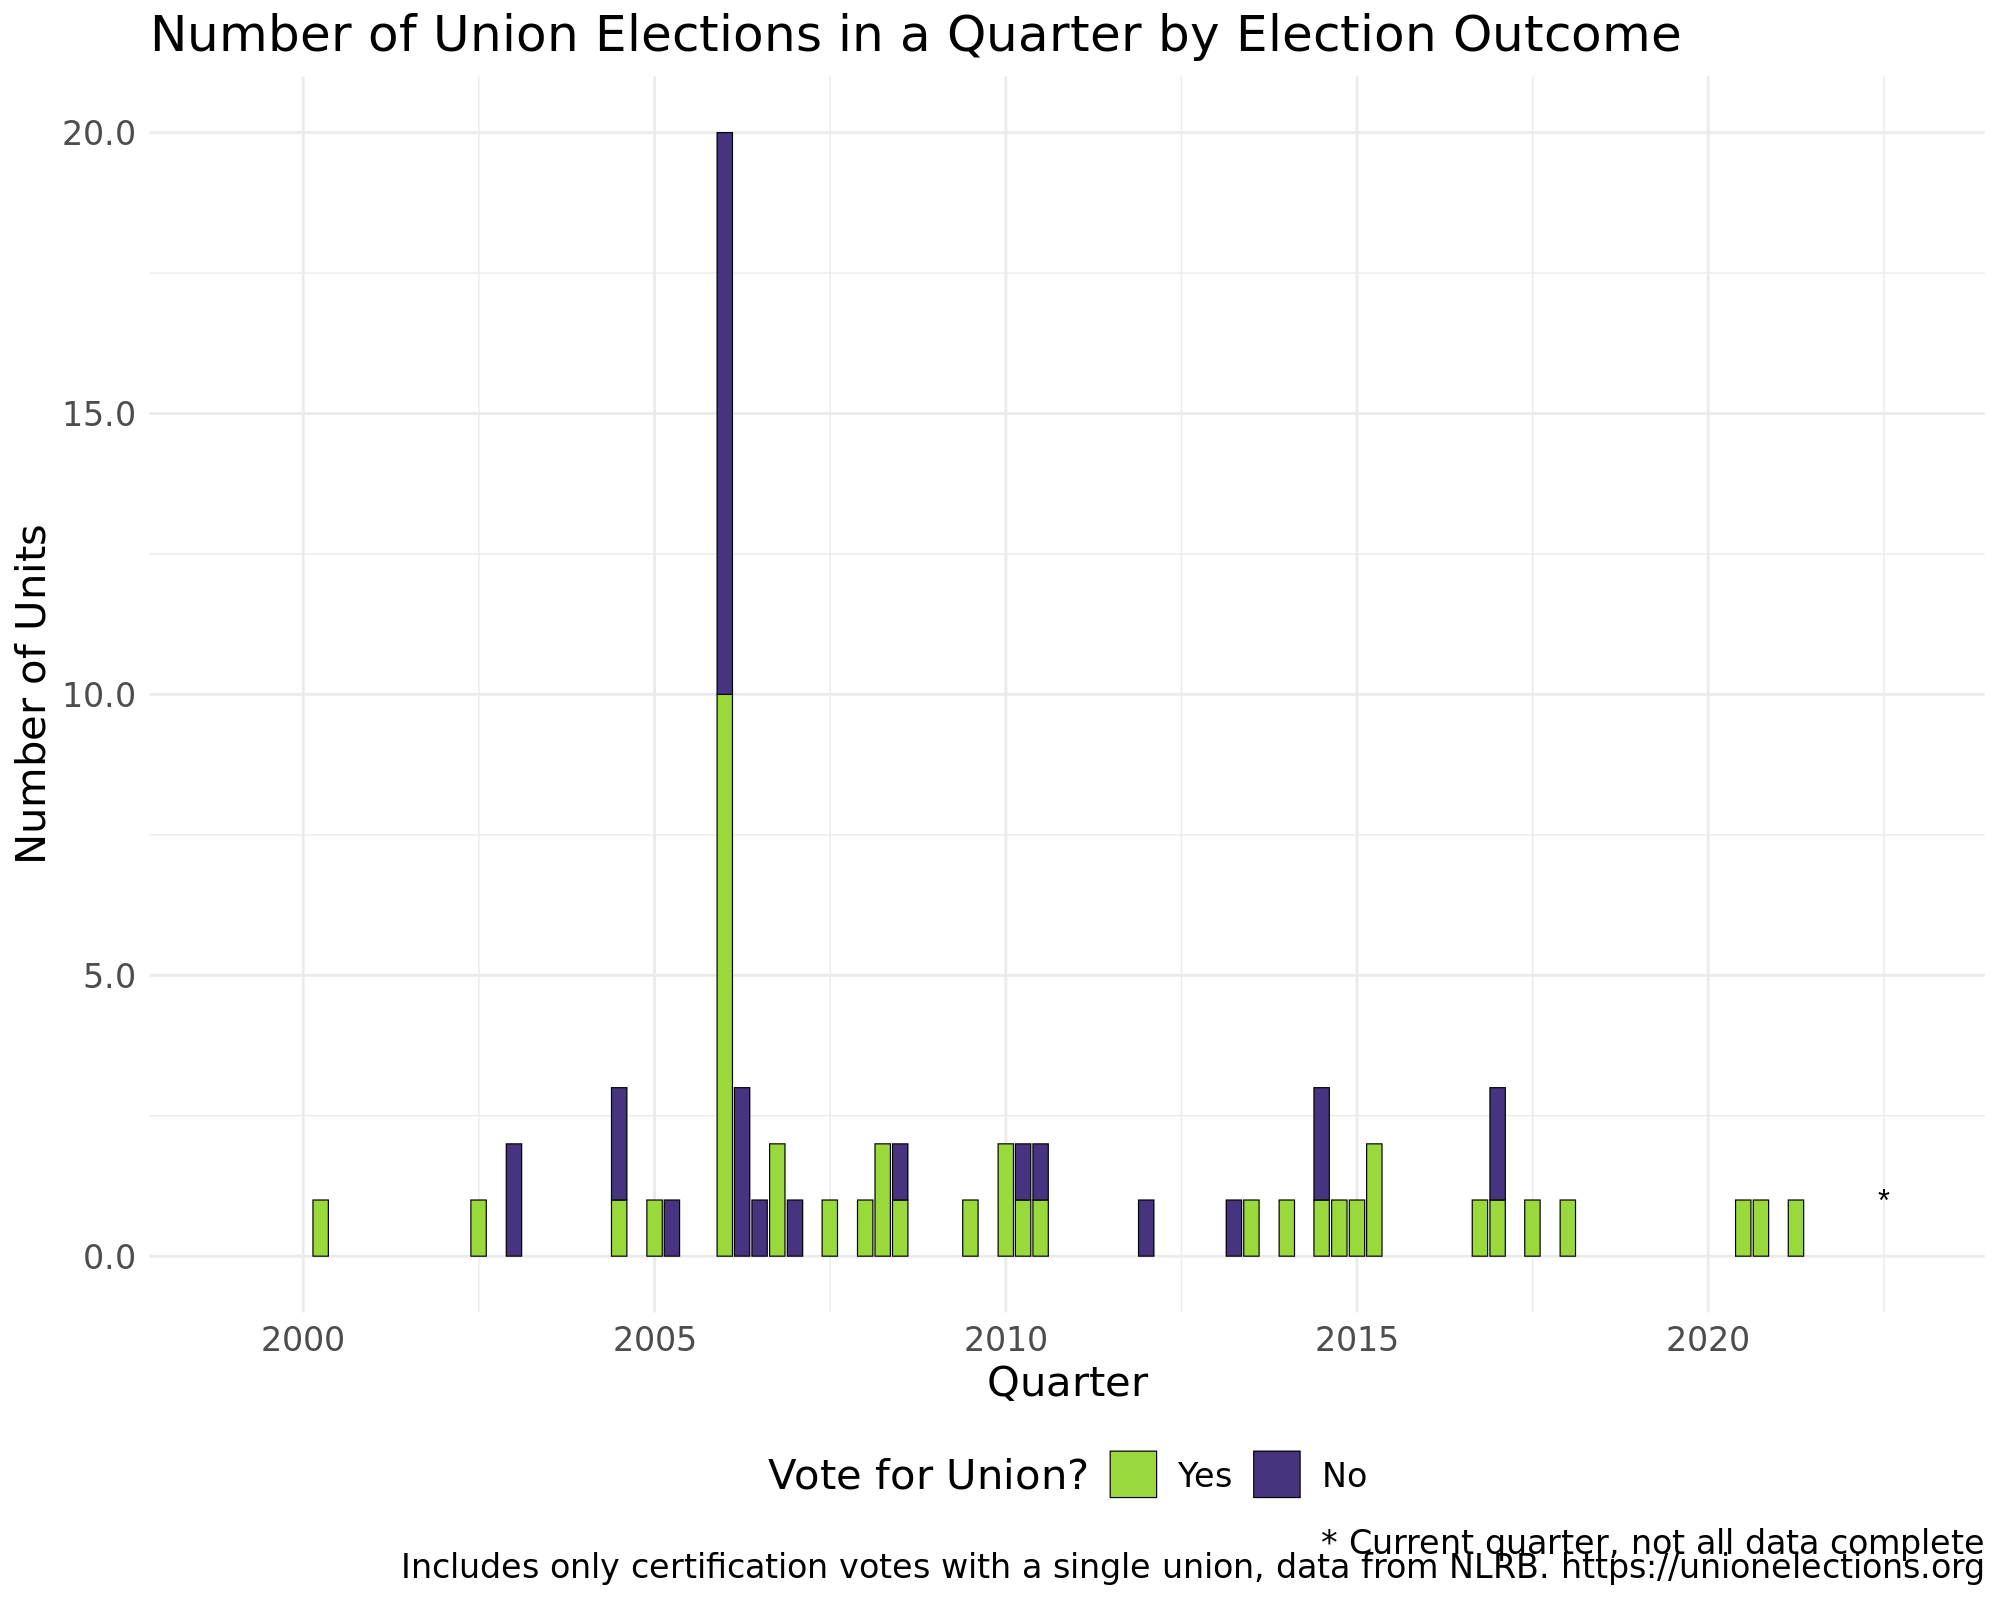 Number of Union Elections in a Quarter by Election Outcome
20.0
15.0
10.0
5.0
0.0
Number of Units
*
2000 2005 2010 2015 2020
Quarter
Vote for Union? Yes No
* Current quarter, not all data complete
Includes only certification votes with a single union, data from NLRB. https://unionelections.org